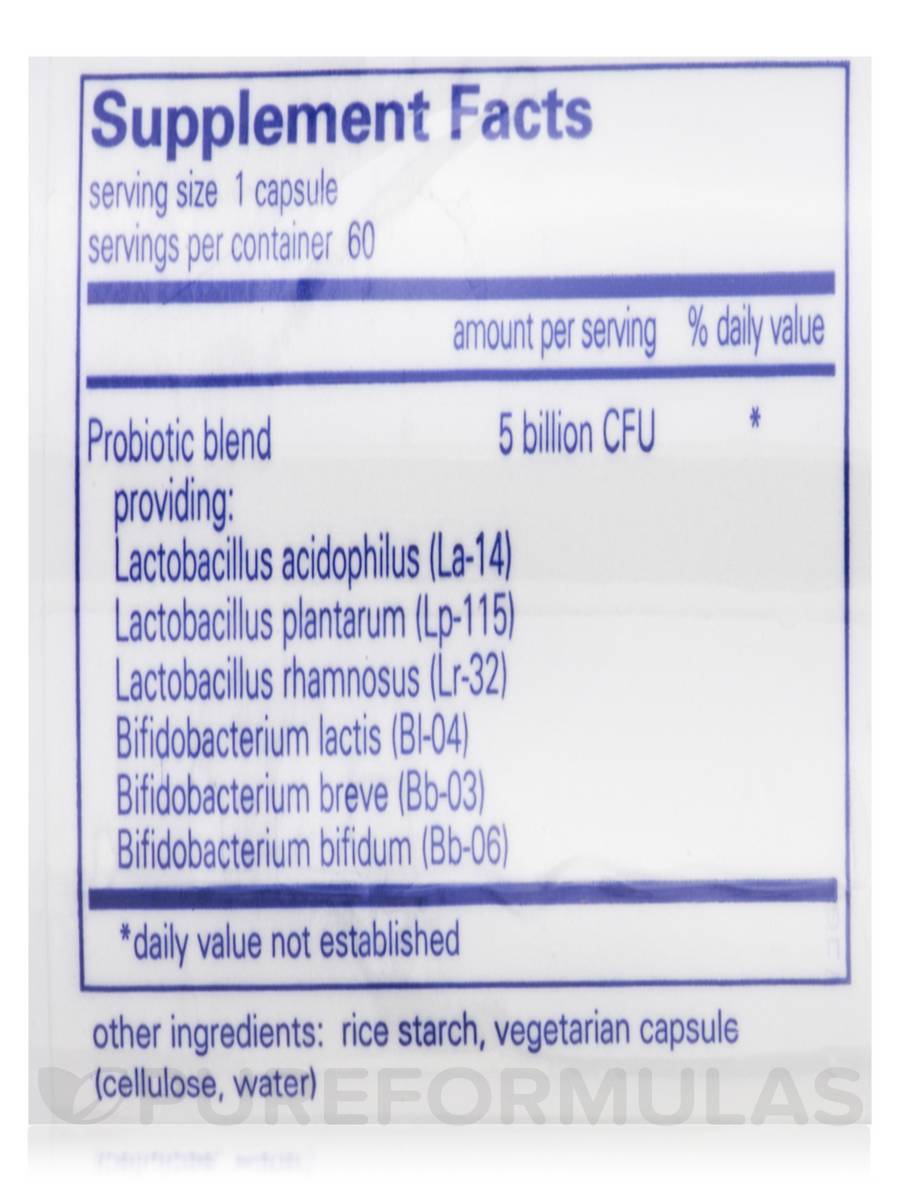 Supplement Facts
serving size 1 capsule
servings per container 60
amount per serving % daily value
Probiotic blend 5 billion CFU *
providing:
Lactobacillus acidophilus (La-14)
Lactobacillus plantarum (Lp-115)
Lactobacillus rhamnosus (Lr-32)
Bifidobacterium lactis (Bl-04)
Bifidobacterium breve (Bb-03)
Bifidobacterium bifidum (Bb-06)
*daily value not established
other ingredients: rice starch, vegetarian capsule
(cellulose, water)
PUREFORMULAS